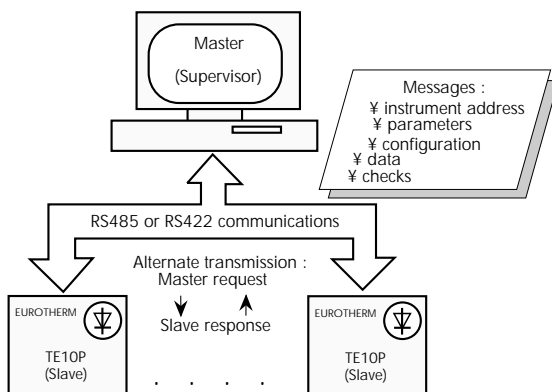 Master
(Supervisor)
Messages :
¥ instrument address
¥ parameters
¥ configuration
¥ data
¥ checks
RS485 or RS422 communications
Alternate transmission :
Master request
Slave response
EUROTHERM
TE10P
(Slave)
. . . .
EUROTHERM
TE10P
(Slave)